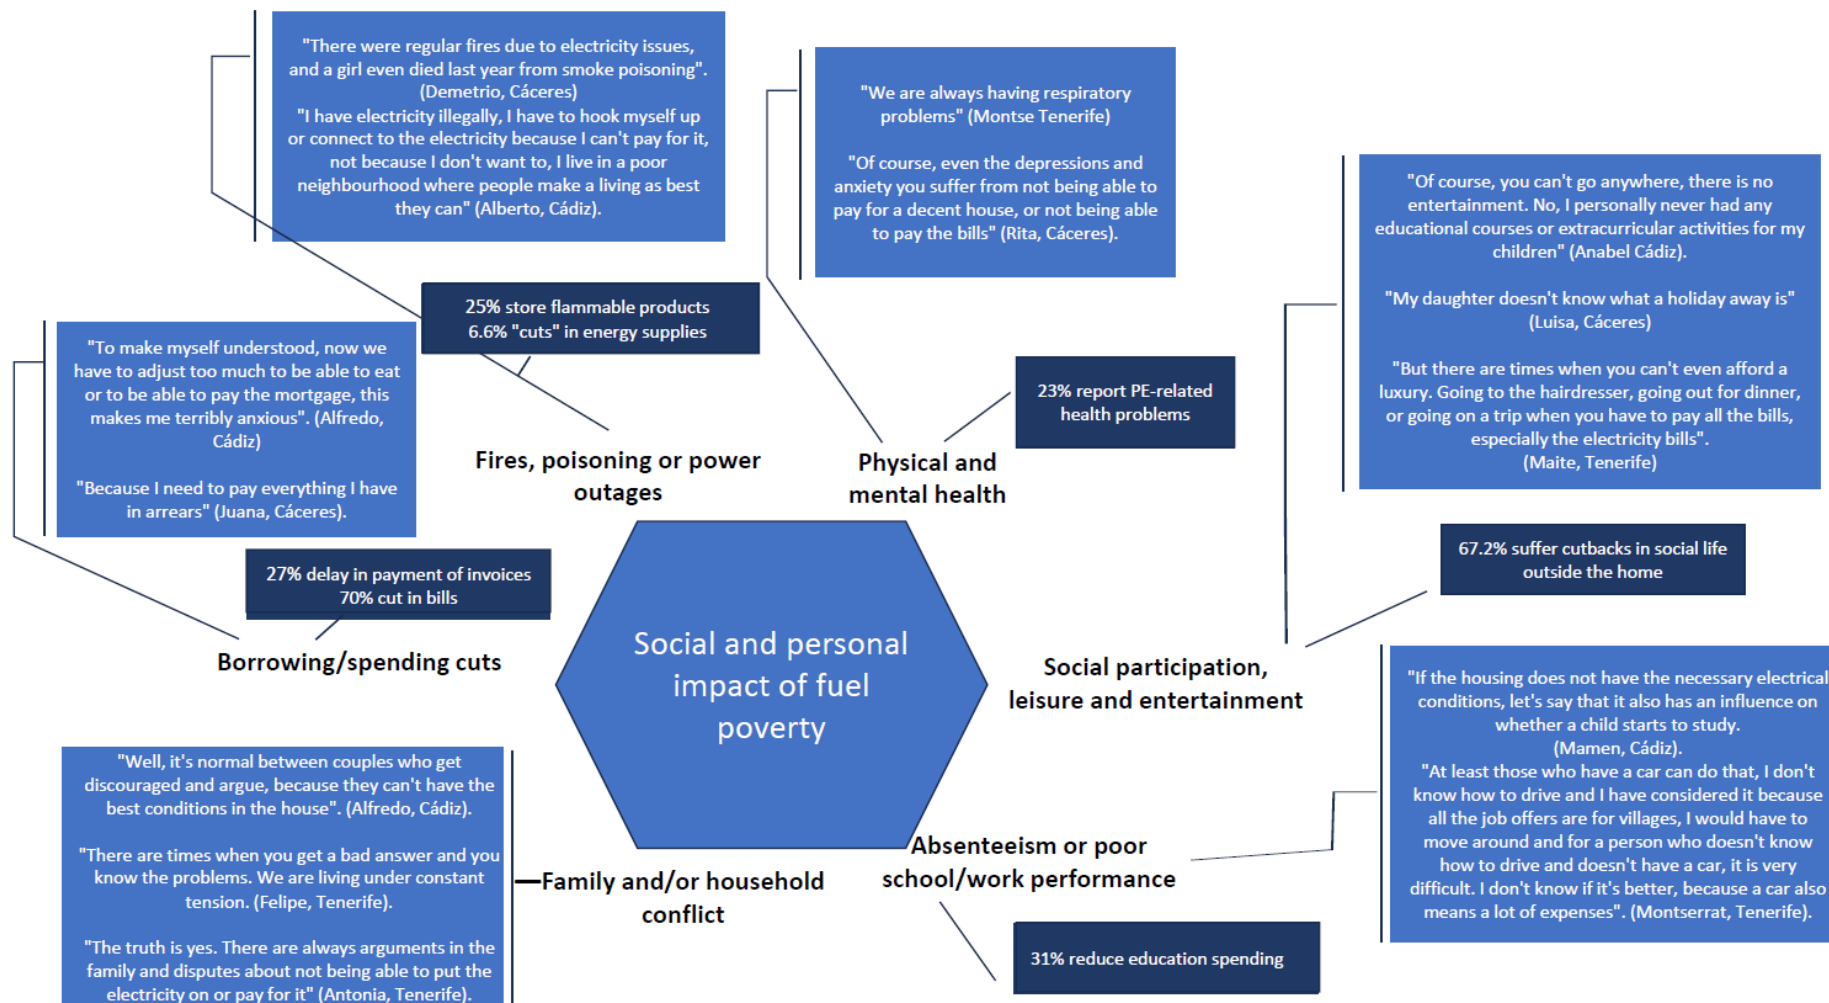 "There were regular fires due to electricity issues,
and a girl even died last year from smoke poisoning".
(Demetrio, Cáceres)
"I have electricity illegally, I have to hook myself up
or connect to the electricity because I can't pay for it,
not because I don't want to, I live in a poor
neighbourhood where people make a living as best
they can" (Alberto, Cádiz).
"We are always having respiratory
problems" (Montse Tenerife)
"Of course, even the depressions and
anxiety you suffer from not being able to
pay for a decent house, or not being able
to pay the bills" (Rita, Cáceres).
"Of course, you can't go anywhere, there is no
entertainment. No, I personally never had any
educational courses or extracurricular activities for my
children" (Anabel Cádiz).
"My daughter doesn't know what a holiday away is"
(Luisa, Cáceres)
"But there are times when you can't even afford a
luxury. Going to the hairdresser, going out for dinner,
or going on a trip when you have to pay all the bills,
especially the electricity bills".
(Maite, Tenerife)
25% store flammable products
6.6% "cuts" in energy supplies
"To make myself understood, now we
have to adjust too much to be able to eat
or to be able to pay the mortgage, this
makes me terribly anxious". (Alfredo,
Cádiz)
"Because I need to pay everything I have
in arrears" (Juana, Cáceres).
23% report PE-related
health problems
Fires, poisoning or power
outages
Physical and
mental health
67.2% suffer cutbacks in social life
outside the home
27% delay in payment of invoices
70% cut in bills
Borrowing/spending cuts
Social and personal
impact of fuel
poverty
Social participation,
leisure and entertainment
"If the housing does not have the necessary electrical
conditions, let's say that it also has an influence on
whether a child starts to study.
(Mamen, Cádiz).
"At least those who have a car can do that, I don't
know how to drive and I have considered it because
all the job offers are for villages, I would have to
move around and for a person who doesn't know
how to drive and doesn't have a car, it is very
difficult. I don't know if it's better, because a car also
means a lot of expenses". (Montserrat, Tenerife).
"Well, it's normal between couples who get
discouraged and argue, because they can't have the
best conditions in the house". (Alfredo, Cádiz).
"There are times when you get a bad answer and you
know the problems. We are living under constant
tension. (Felipe, Tenerife).
"The truth is yes. There are always arguments in the
family and disputes about not being able to put the
electricity on or pay for it" (Antonia, Tenerife).
Family and/or household
conflict
Absenteeism or poor
school/work performance
31% reduce education spending